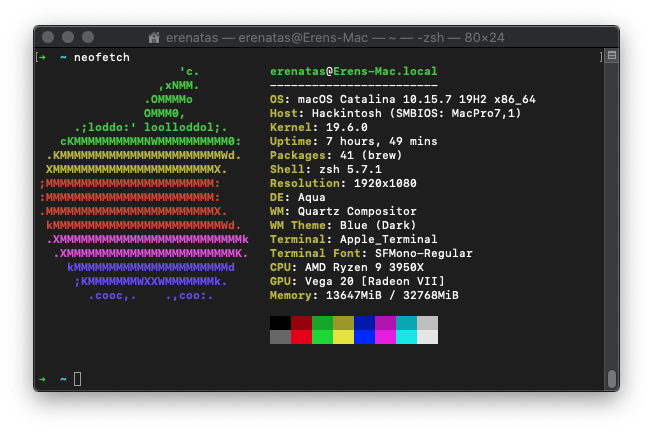 erenatas — erenatas@Erens-Mac — ~ — -zsh — 80×24
[➜  ~ neofetch ]
                    'c.          erenatas@Erens-Mac.local
                 ,xNMM.          ------------------------
               .OMMMMo           OS: macOS Catalina 10.15.7 19H2 x86_64
               OMMM0,            Host: Hackintosh (SMBIOS: MacPro7,1)
     .;loddo:' loolloddol;.      Kernel: 19.6.0
   cKMMMMMMMMMMNWMMMMMMMMMM0:    Uptime: 7 hours, 49 mins
 .KMMMMMMMMMMMMMMMMMMMMMMMWd.    Packages: 41 (brew)
 XMMMMMMMMMMMMMMMMMMMMMMMX.      Shell: zsh 5.7.1
;MMMMMMMMMMMMMMMMMMMMMMMM:       Resolution: 1920x1080
:MMMMMMMMMMMMMMMMMMMMMMMM:       DE: Aqua
.MMMMMMMMMMMMMMMMMMMMMMMMX.      WM: Quartz Compositor
 kMMMMMMMMMMMMMMMMMMMMMMMMWd.    WM Theme: Blue (Dark)
 .XMMMMMMMMMMMMMMMMMMMMMMMMMMk   Terminal: Apple_Terminal
  .XMMMMMMMMMMMMMMMMMMMMMMMMK.   Terminal Font: SFMono-Regular
    kMMMMMMMMMMMMMMMMMMMMMMd     CPU: AMD Ryzen 9 3950X
     ;KMMMMMMMWXXWMMMMMMMk.      GPU: Vega 20 [Radeon VII]
       .cooc,.    .,coo:.        Memory: 13647MiB / 32768MiB
➜  ~